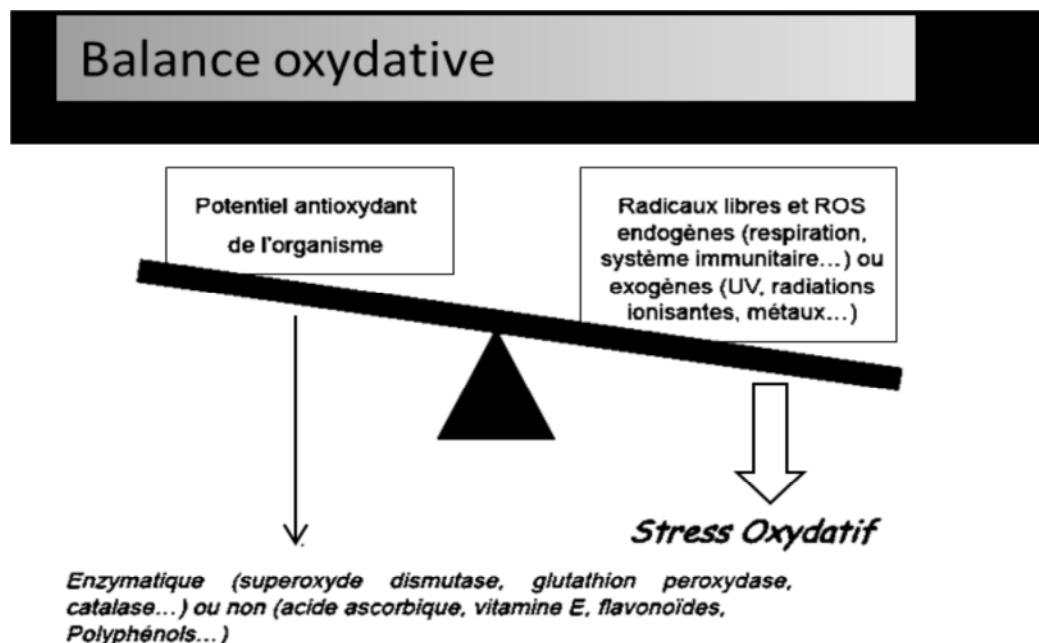 Balance oxydative
Potentiel antioxydant
de l'organisme
Radicaux libres et ROS
endogènes (respiration,
système immunitaire...) ou
exogènes (UV, radiations
ionisantes, métaux...)
Stress Oxydatif
Enzymatique (superoxyde dismutase, glutathion peroxydase,
catalase...) ou non (acide ascorbique, vitamine E, flavonoïdes,
Polyphénols...)